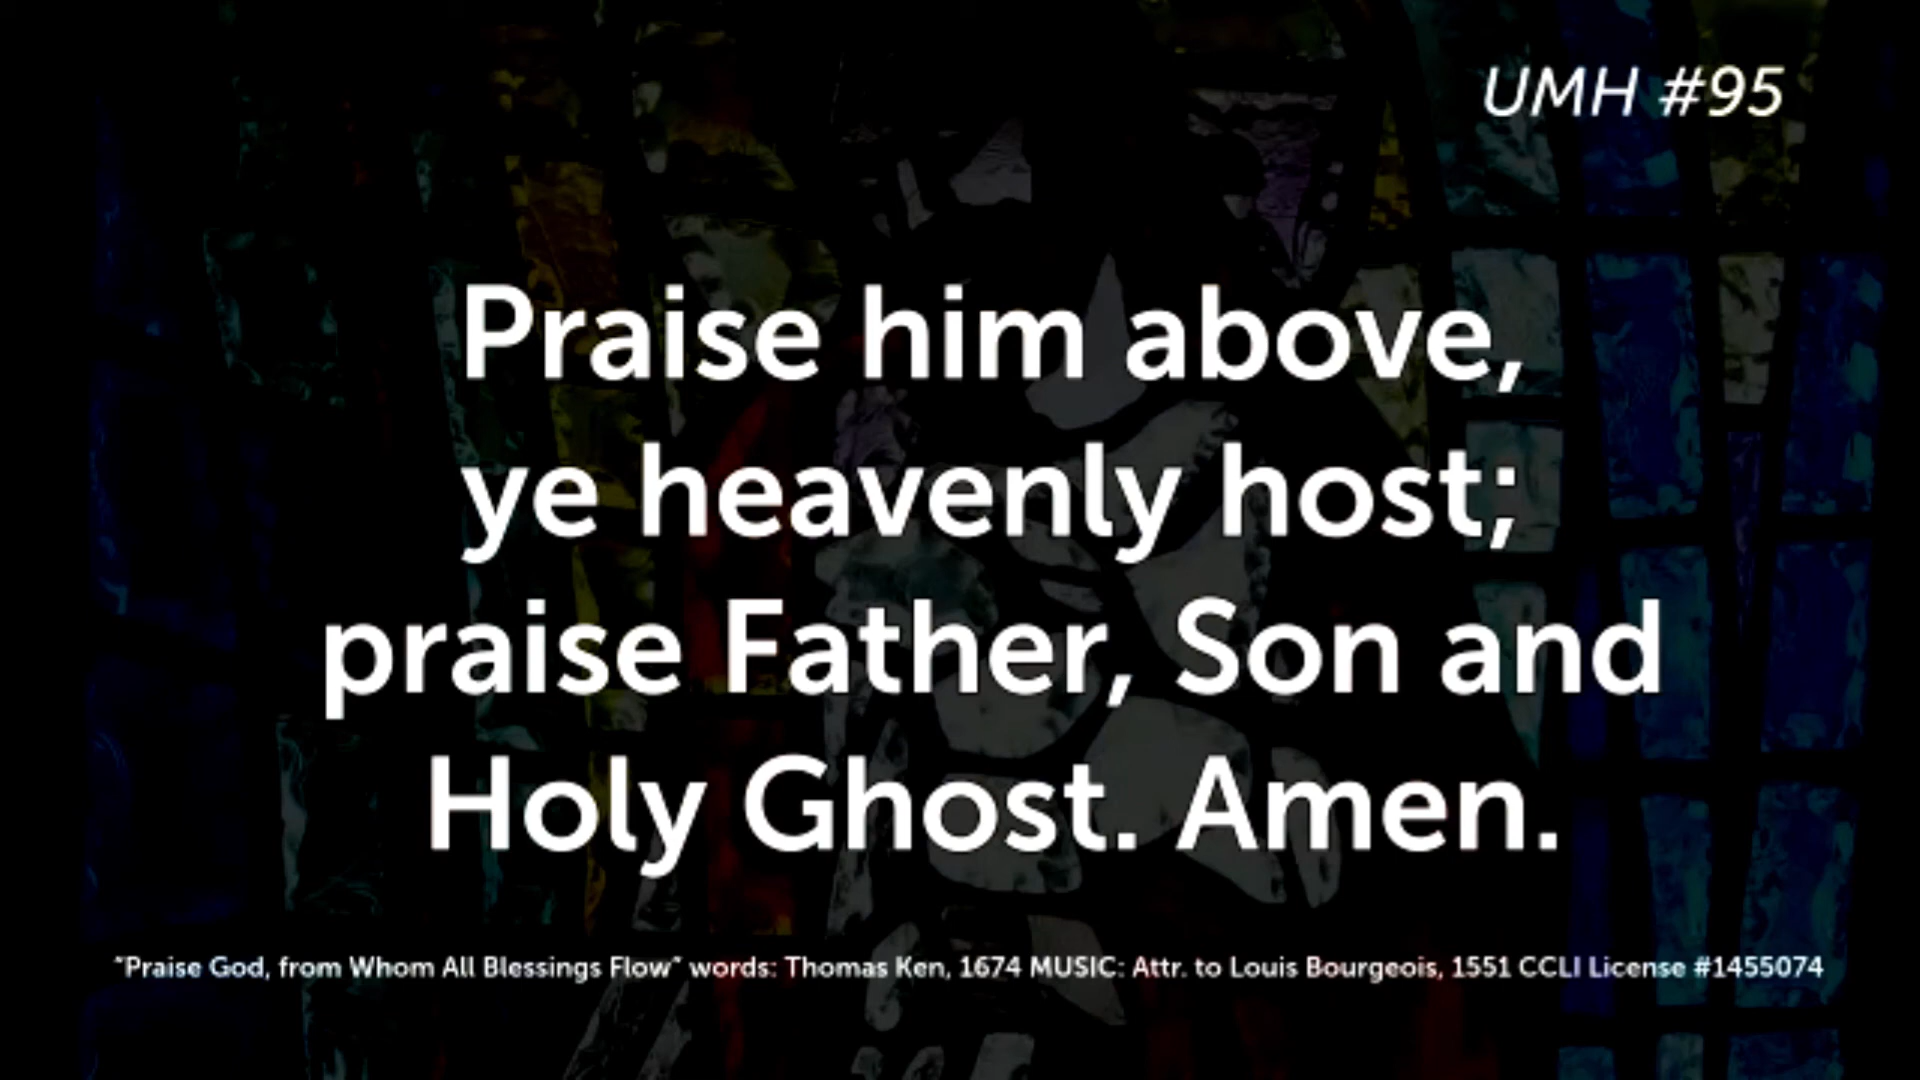 UMH #95
Praise him above,
ye heavenly host;
praise Father, Son and
Holy Ghost. Amen.
"Praise God, from Whom All Blessings Flow" words: Thomas Ken, 1674 MUSIC: Attr. to Louis Bourgeois, 1551 CCLI License #1455074